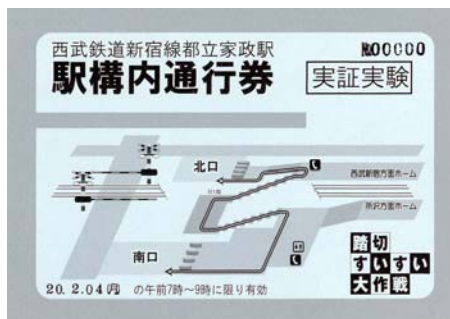 西武鉄道新宿線都立家政駅
№00000
駅構内通行券
実証実験
北口
西武新宿方面ホーム
所沢方面ホーム
南口
踏切
すいすい
大作戦
20. 2.04 ㊊ の午前7時～9時に限り有効